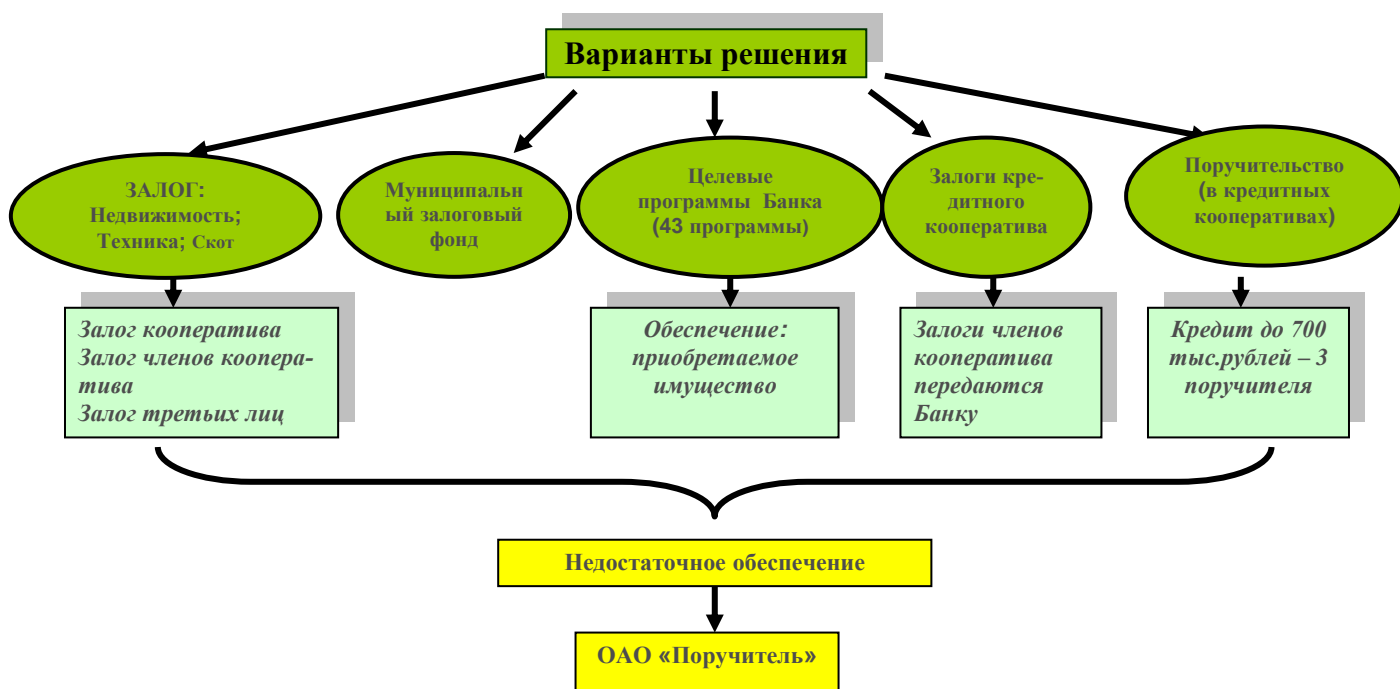 Варианты решения
ЗАЛОГ:
Недвижимость;
Техника; Скот
Муниципальн
ый залоговый
фонд
Целевые
программы Банка
(43 программы)
Залоги кре-
дитного
кооператива
Поручительство
(в кредитных
кооперативах)
Залог кооператива
Залог членов коопера-
тива
Залог третьих лиц
Обеспечение:
приобретаемое
имущество
Залоги членов
кооператива
передаются
Банку
Кредит до 700
тыс.рублей – 3
поручителя
Недостаточное обеспечение
ОАО «Поручитель»